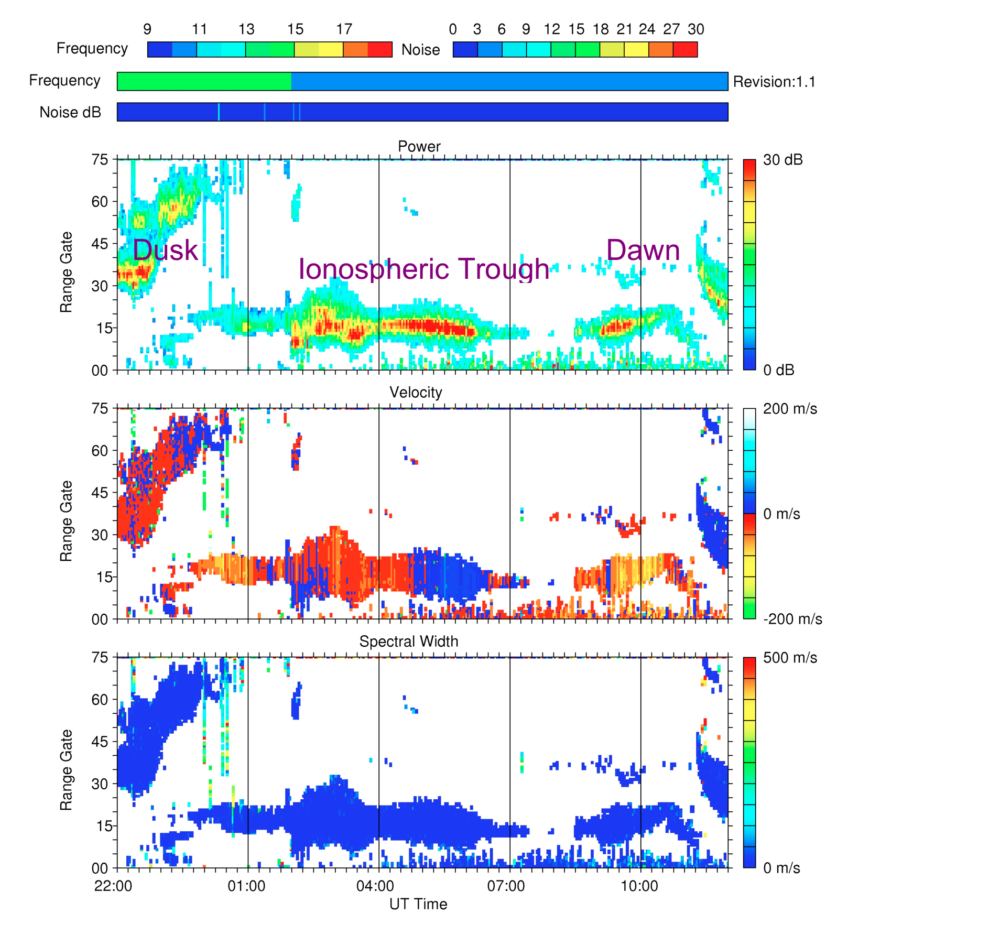 9 11 13 15 17 0 3 6 9 12 15 18 21 24 27 30
Frequency Noise
Frequency Revision:1.1
Noise dB
Power
75 30 dB
60
45
Dusk Dawn
Ionospheric Trough
30
15
00 0 dB
Range Gate
Velocity
75 200 m/s
60
45
0 m/s
30
15
00 -200 m/s
Range Gate
Spectral Width
75 500 m/s
60
45
30
15
00 0 m/s
Range Gate
22:00 01:00 04:00 07:00 10:00
UT Time